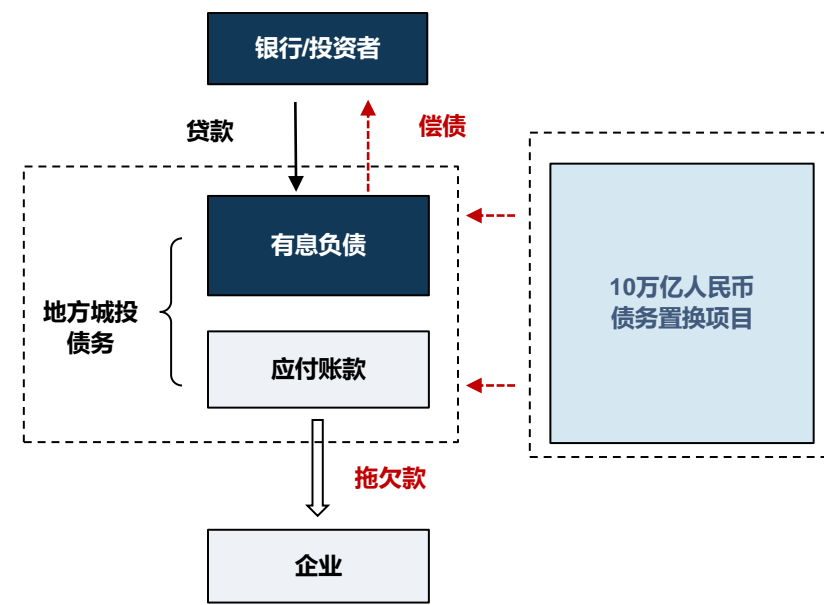 银行/投资者
贷款
偿债
有息负债
地方城投
债务
应付账款
10万亿人民币
债务置换项目
拖欠款
企业